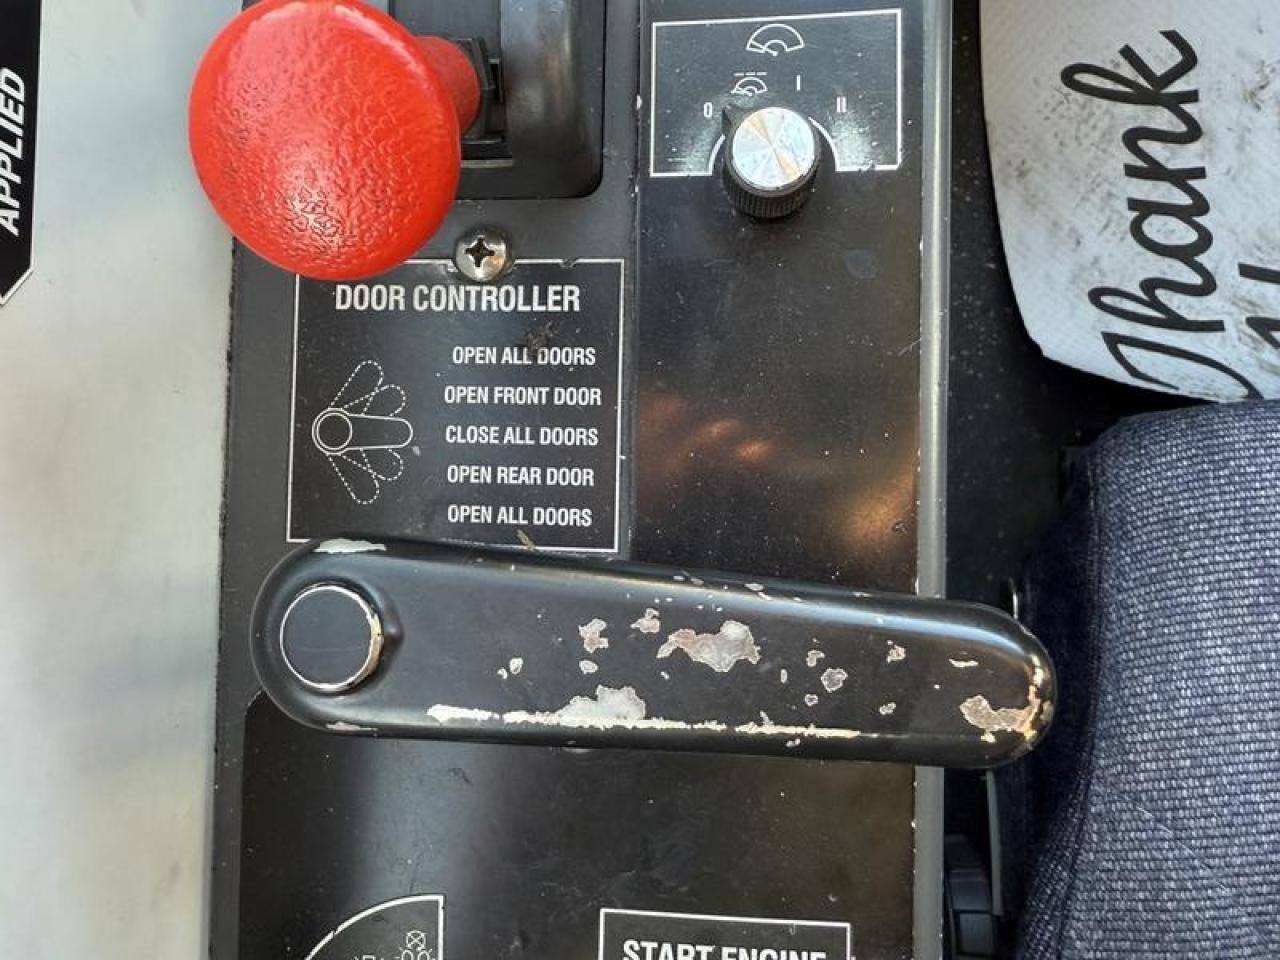 APPLIED
0
I
II
Thank
DOOR CONTROLLER
OPEN ALL DOORS
OPEN FRONT DOOR
CLOSE ALL DOORS
OPEN REAR DOOR
OPEN ALL DOORS
START ENGINE